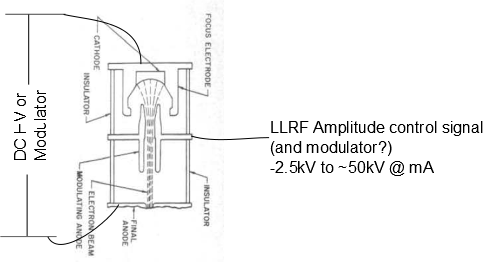 DC HV or
Modulator
CATHODE
INSULATOR
FOCUS ELECTRODE
LLRF Amplitude control signal
(and modulator?)
-2.5kV to ~50kV @ mA
MODULATING ANODE
ELECTRON BEAM
FINAL
ANODE
INSULATOR